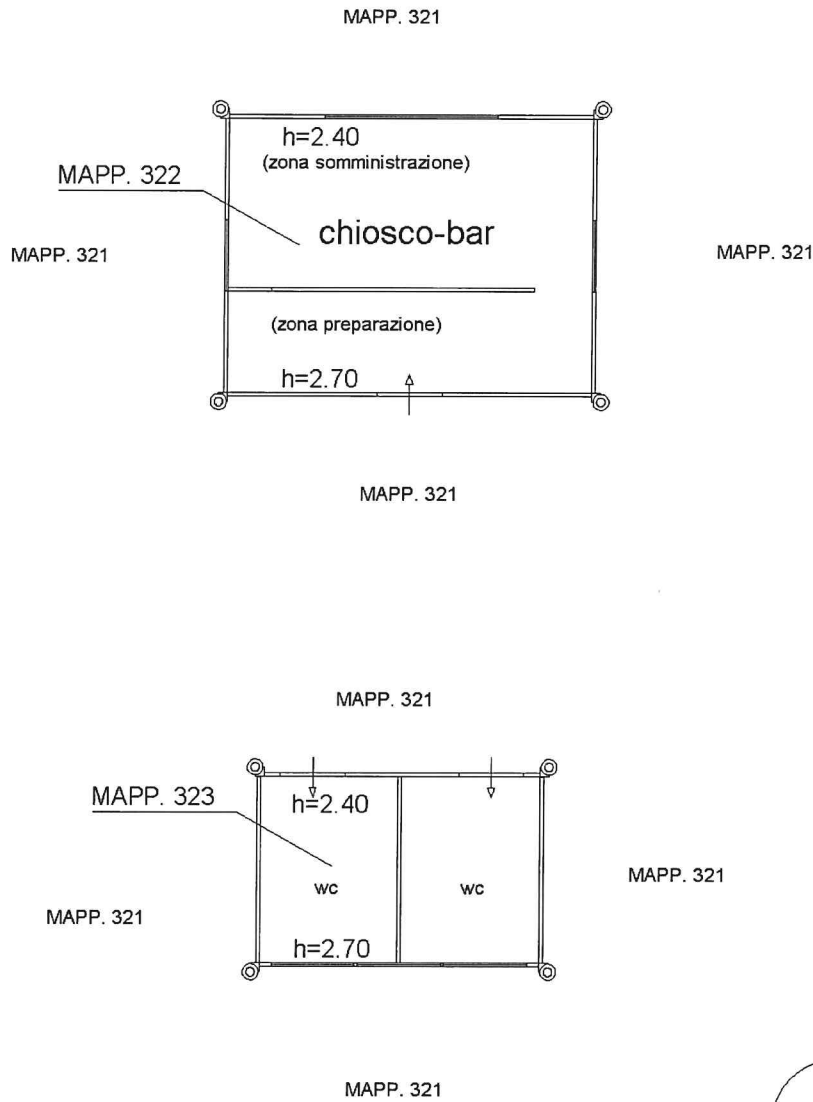 MAPP. 321
h=2.40
(zona somministrazione)
MAPP. 322
chiosco-bar
MAPP. 321
MAPP. 321
(zona preparazione)
h=2.70
MAPP. 321
MAPP. 321
MAPP. 323
h=2.40
wc
wc
MAPP. 321
MAPP. 321
h=2.70
MAPP. 321